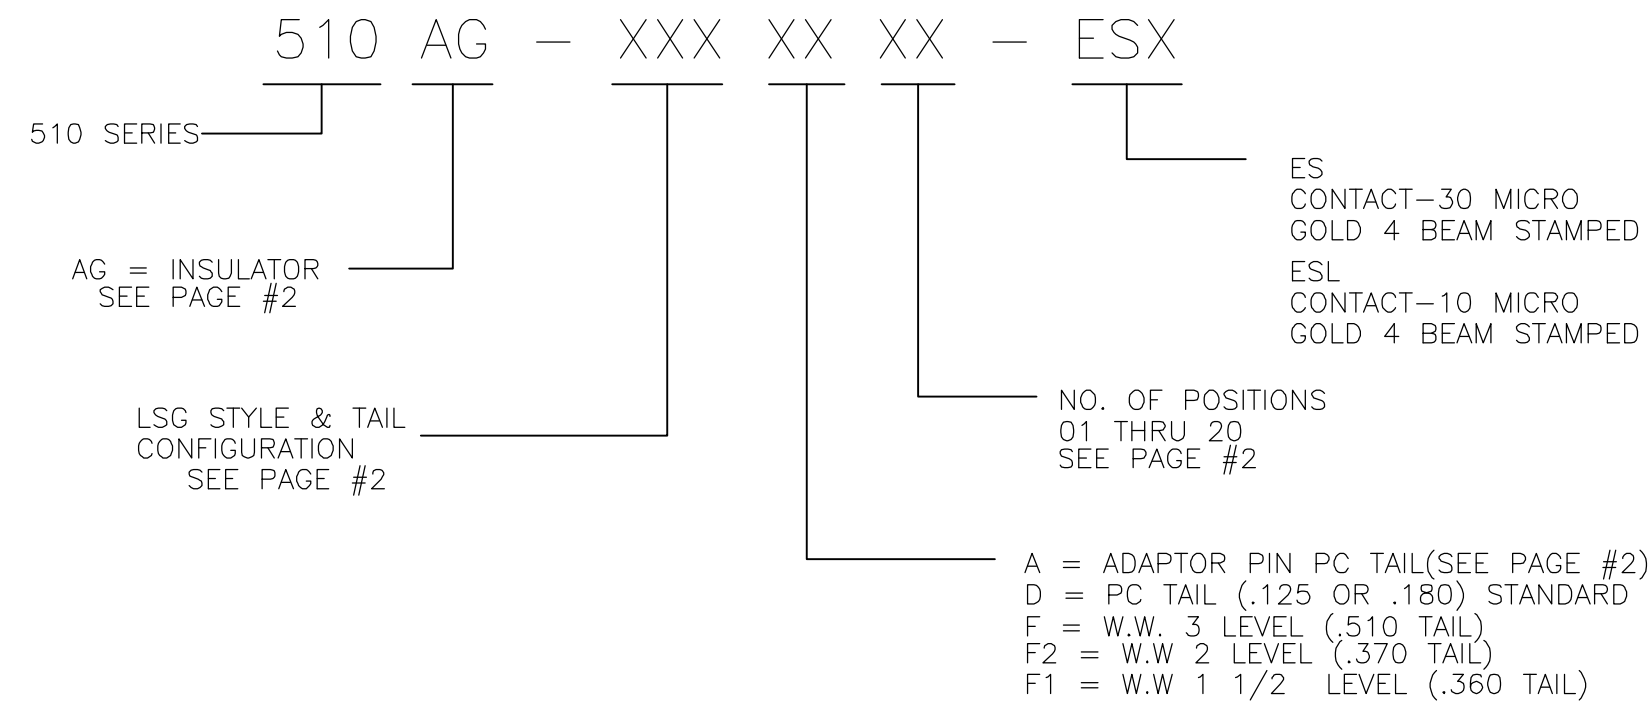 510 AG - XXX XX XX - ESX
510 SERIES
AG = INSULATOR
SEE PAGE #2
LSG STYLE & TAIL
CONFIGURATION
SEE PAGE #2
ES
CONTACT-30 MICRO
GOLD 4 BEAM STAMPED
ESL
CONTACT-10 MICRO
GOLD 4 BEAM STAMPED
NO. OF POSITIONS
01 THRU 20
SEE PAGE #2
A = ADAPTOR PIN PC TAIL(SEE PAGE #2)
D = PC TAIL (.125 OR .180) STANDARD
F = W.W. 3 LEVEL (.510 TAIL)
F2 = W.W 2 LEVEL (.370 TAIL)
F1 = W.W 1 1/2 LEVEL (.360 TAIL)